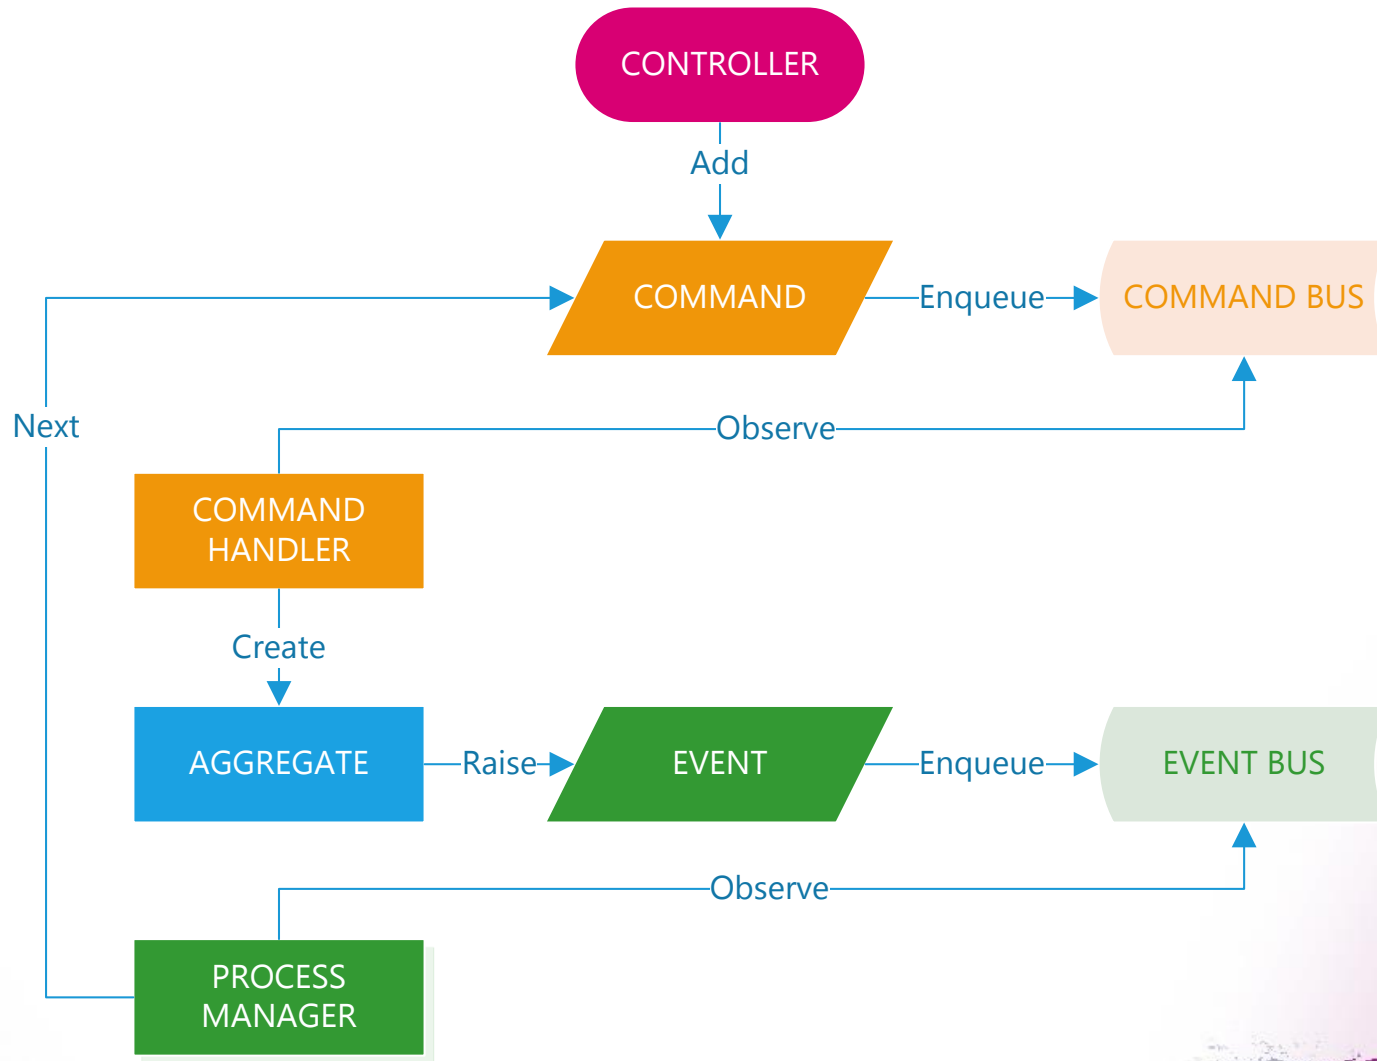 CONTROLLER
Add
COMMAND
Enqueue
COMMAND BUS
Next
Observe
COMMAND
HANDLER
Create
AGGREGATE
Raise
EVENT
Enqueue
EVENT BUS
Observe
PROCESS
MANAGER